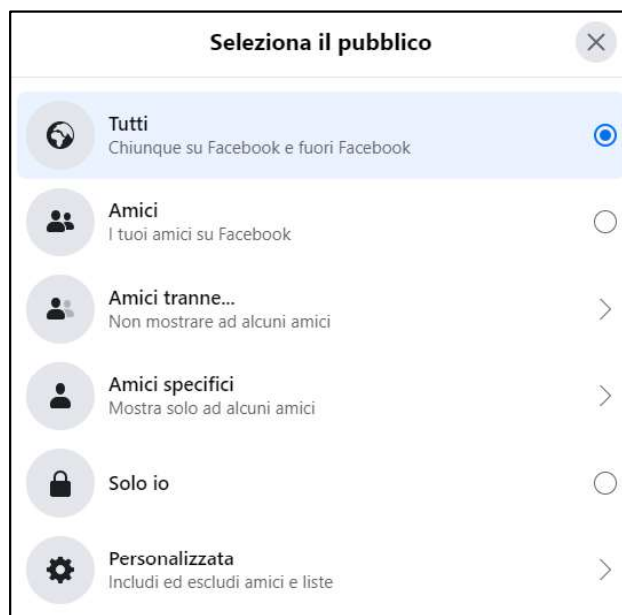 Seleziona il pubblico
Tutti
Chiunque su Facebook e fuori Facebook
Amici
I tuoi amici su Facebook
Amici tranne...
Non mostrare ad alcuni amici
Amici specifici
Mostra solo ad alcuni amici
Solo io
Personalizzata
Includi ed escludi amici e liste